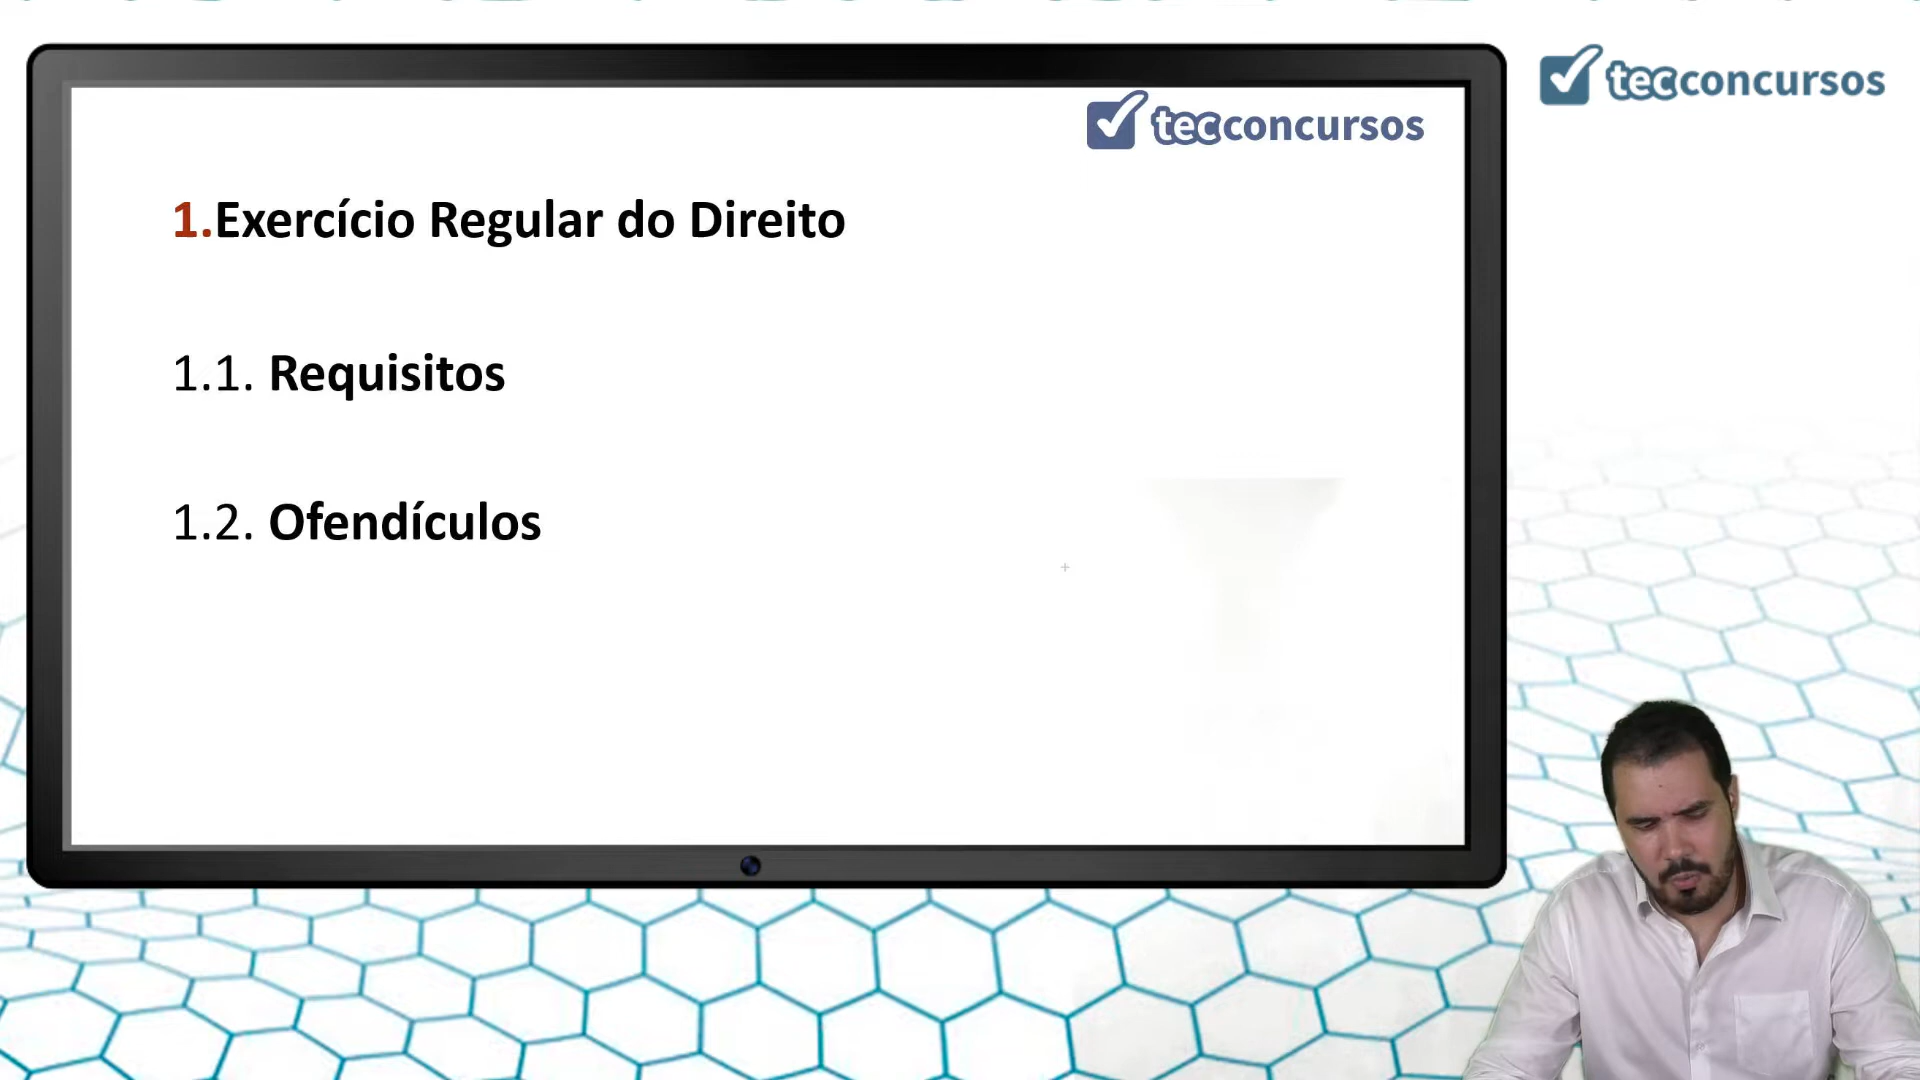 tecconcursos
tecconcursos
1.Exercício Regular do Direito
1.1. Requisitos
1.2. Ofendículos